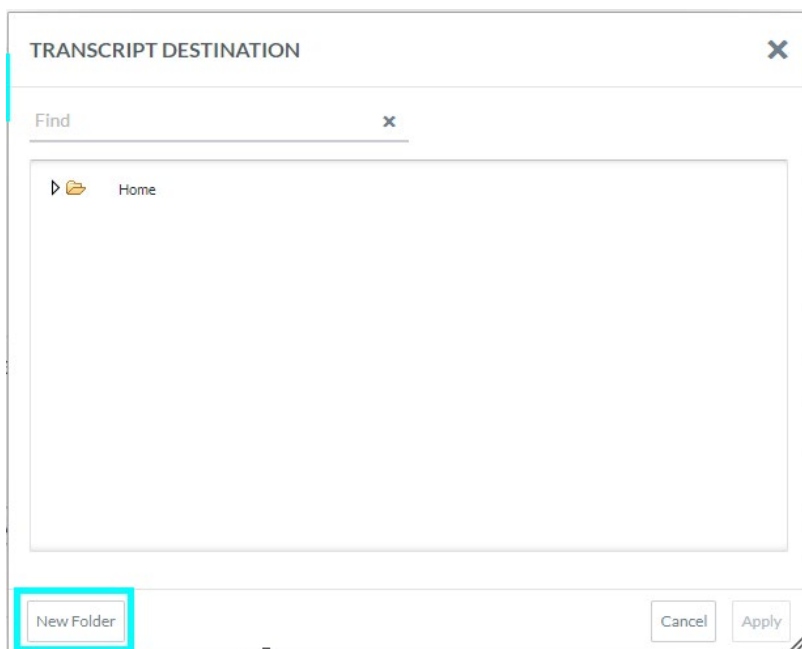 TRANSCRIPT DESTINATION
Find
Home
New Folder
Cancel
Apply